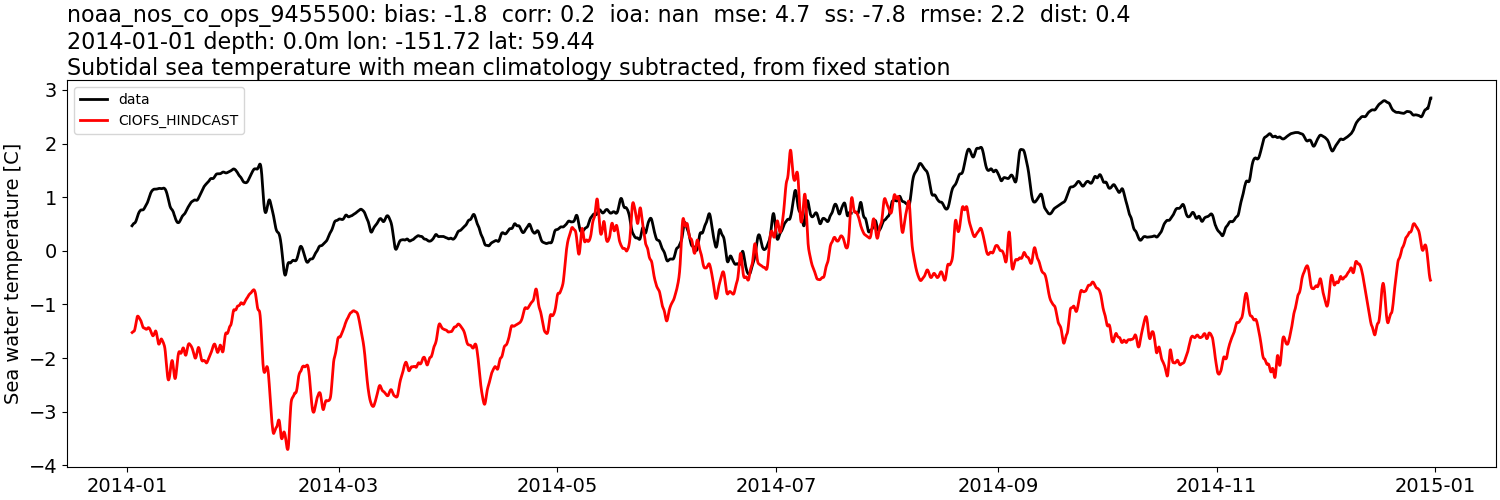 noaa_nos_co_ops_9455500: bias: -1.8  corr: 0.2  ioa: nan  mse: 4.7  ss: -7.8  rmse: 2.2  dist: 0.4
2014-01-01 depth: 0.0m lon: -151.72 lat: 59.44
Subtidal sea temperature with mean climatology subtracted, from fixed station
data
CIOFS_HINDCAST
Sea water temperature [C]
3
2
1
0
−1
−2
−3
−4
2014-01
2014-03
2014-05
2014-07
2014-09
2014-11
2015-01